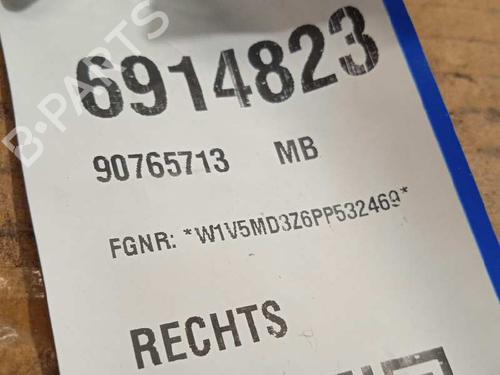 6914823
90765713 MB
FGNR: *W1V5MD3Z6PP532469*
RECHTS
B-PARTS